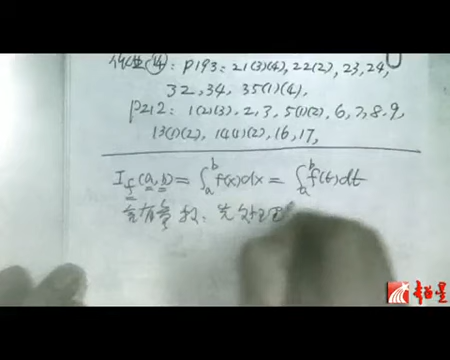 作业(14): P193: 21(3)(4), 22(2), 23, 24,
32, 34, 35(1)(4),
P212: 1(2)(3), 2, 3, 5(1)(2), 6, 7, 8, 9,
13(1)(2), 14(1)(2), 16, 17,
I_f(a,b) = ∫_a^b f(x)dx = ∫_a^b f(t)dt